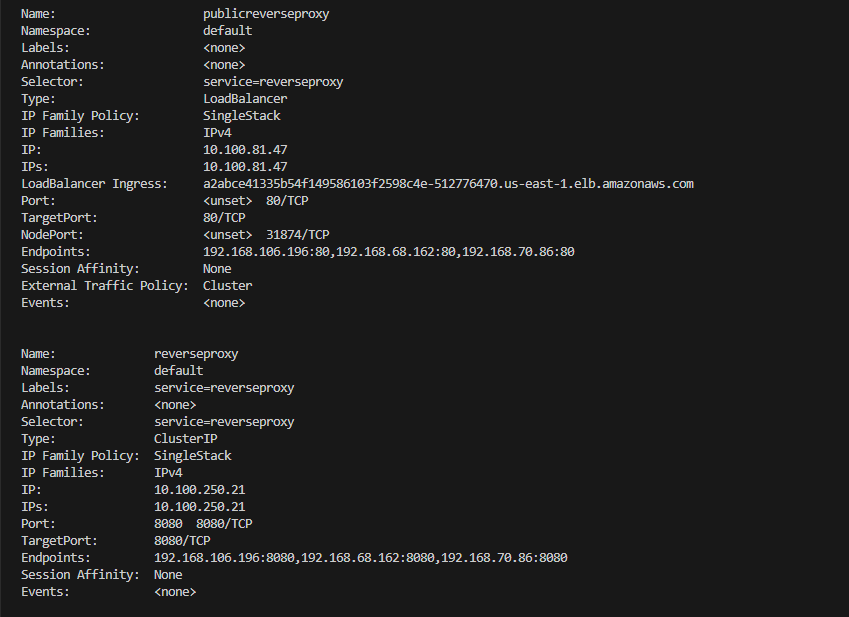 Name: publicreverseproxy
Namespace: default
Labels: <none>
Annotations: <none>
Selector: service=reverseproxy
Type: LoadBalancer
IP Family Policy: SingleStack
IP Families: IPv4
IP: 10.100.81.47
IPs: 10.100.81.47
LoadBalancer Ingress: a2abce41335b54f149586103f2598c4e-512776470.us-east-1.elb.amazonaws.com
Port: <unset> 80/TCP
TargetPort: 80/TCP
NodePort: <unset> 31874/TCP
Endpoints: 192.168.106.196:80,192.168.68.162:80,192.168.70.86:80
Session Affinity: None
External Traffic Policy: Cluster
Events: <none>
Name: reverseproxy
Namespace: default
Labels: service=reverseproxy
Annotations: <none>
Selector: service=reverseproxy
Type: ClusterIP
IP Family Policy: SingleStack
IP Families: IPv4
IP: 10.100.250.21
IPs: 10.100.250.21
Port: 8080 8080/TCP
TargetPort: 8080/TCP
Endpoints: 192.168.106.196:8080,192.168.68.162:8080,192.168.70.86:8080
Session Affinity: None
Events: <none>